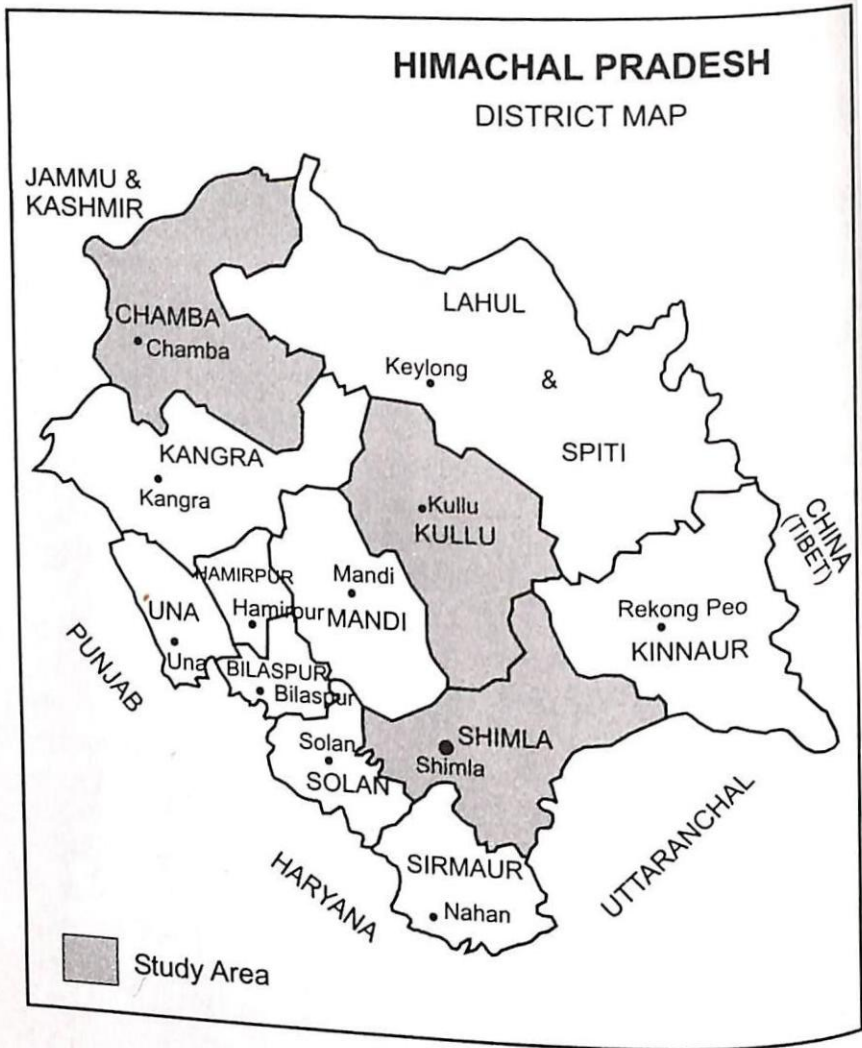 HIMACHAL PRADESH
DISTRICT MAP
JAMMU &
KASHMIR
LAHUL
CHAMBA
Chamba
Keylong
&
SPITI
KANGRA
Kangra
Kullu
KULLU
CHINA
(TIBET)
HAMIRPUR
Hamirpur
Mandi
MANDI
Rekong Peo
KINNAUR
UNA
Una
PUNJAB
BILASPUR
Bilaspur
SHIMLA
Shimla
Solan
SOLAN
UTTARANCHAL
SIRMAUR
Nahan
HARYANA
Study Area